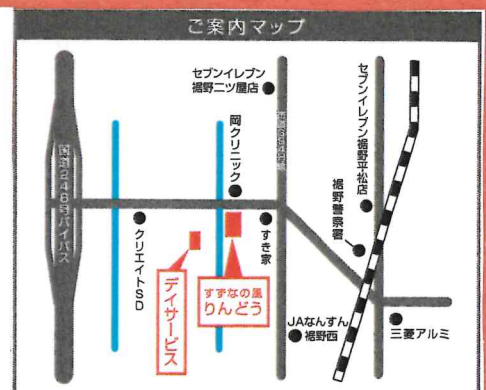 ご案内マップ
セブンイレブン
裾野二ツ屋店
セブンイレブン裾野平松店
岡クリニック
国道246号バイパス
裾野警察署
クリエイトSD
すき家
デイサービス
すずなの風
りんどう
JAなんすん
裾野西
三菱アルミ